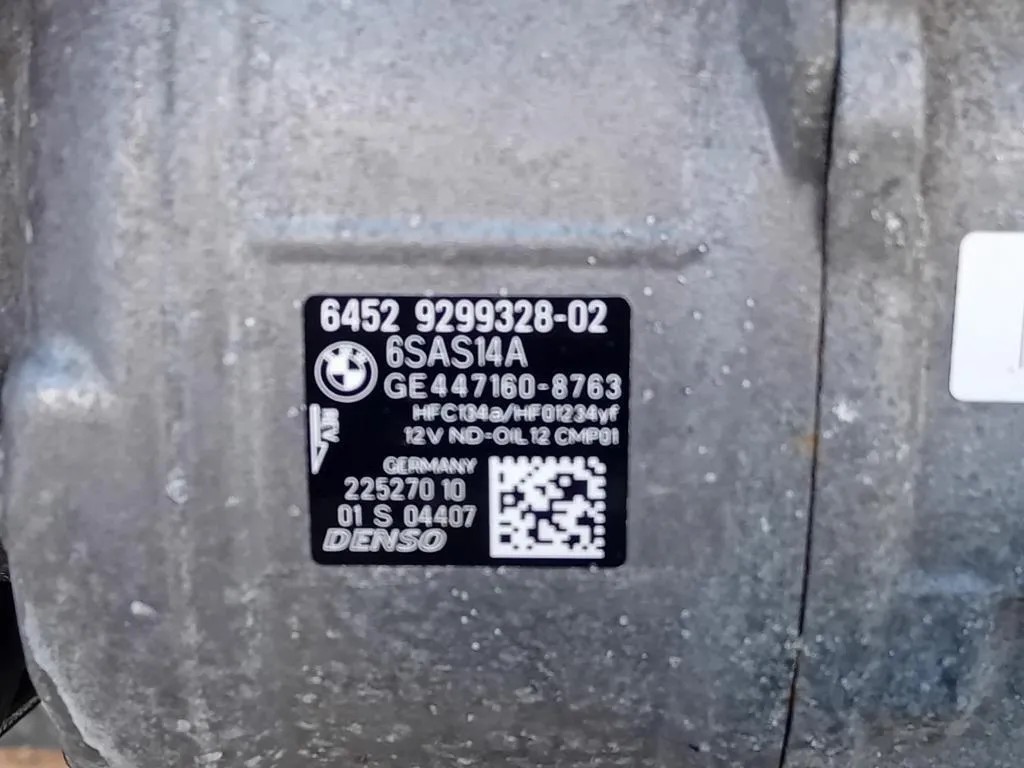 6452 9299328-02
6SAS14A
BMW
GE447160-8763
HFC134a/HFO1234yf
12V ND-OIL 12 CMP01
GERMANY
225270 10
01 S 04407
DENSO